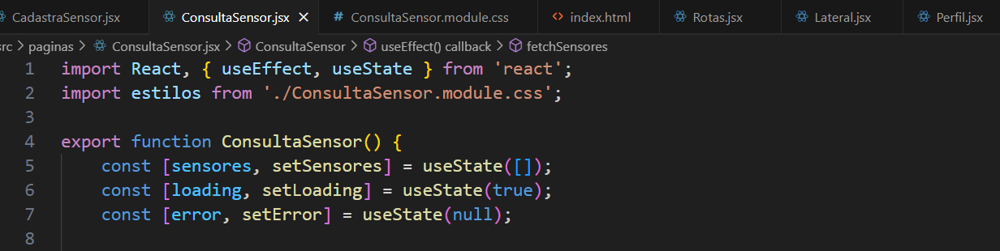 CadastraSensor.jsx ConsultaSensor.jsx # ConsultaSensor.module.css <> index.html Rotas.jsx Lateral.jsx Perfil.jsx
src > paginas > ConsultaSensor.jsx > ConsultaSensor > useEffect() callback > fetchSensores
1 import React, { useEffect, useState } from 'react';
2 import estilos from './ConsultaSensor.module.css';
3
4 export function ConsultaSensor() {
5 const [sensores, setSensores] = useState([]);
6 const [loading, setLoading] = useState(true);
7 const [error, setError] = useState(null);
8